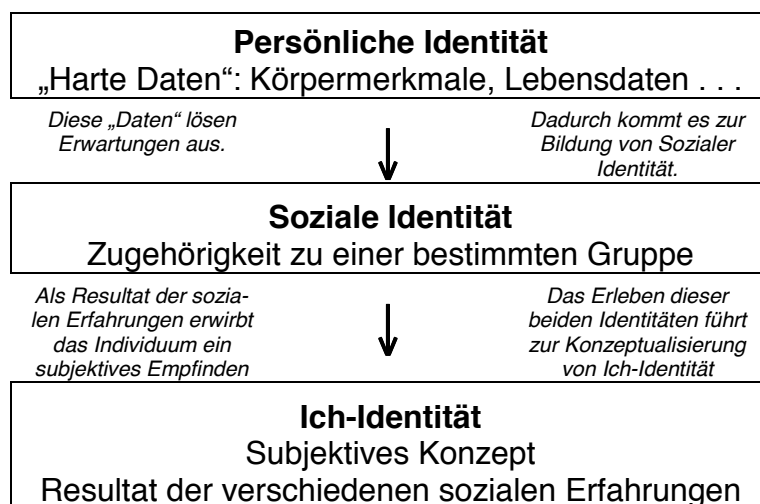 Persönliche Identität
„Harte Daten“: Körpermerkmale, Lebensdaten . . .
Diese „Daten“ lösen
Erwartungen aus.
Dadurch kommt es zur
Bildung von Sozialer
Identität.
Soziale Identität
Zugehörigkeit zu einer bestimmten Gruppe
Als Resultat der sozia-
len Erfahrungen erwirbt
das Individuum ein
subjektives Empfinden
Das Erleben dieser
beiden Identitäten führt
zur Konzeptualisierung
von Ich-Identität
Ich-Identität
Subjektives Konzept
Resultat der verschiedenen sozialen Erfahrungen